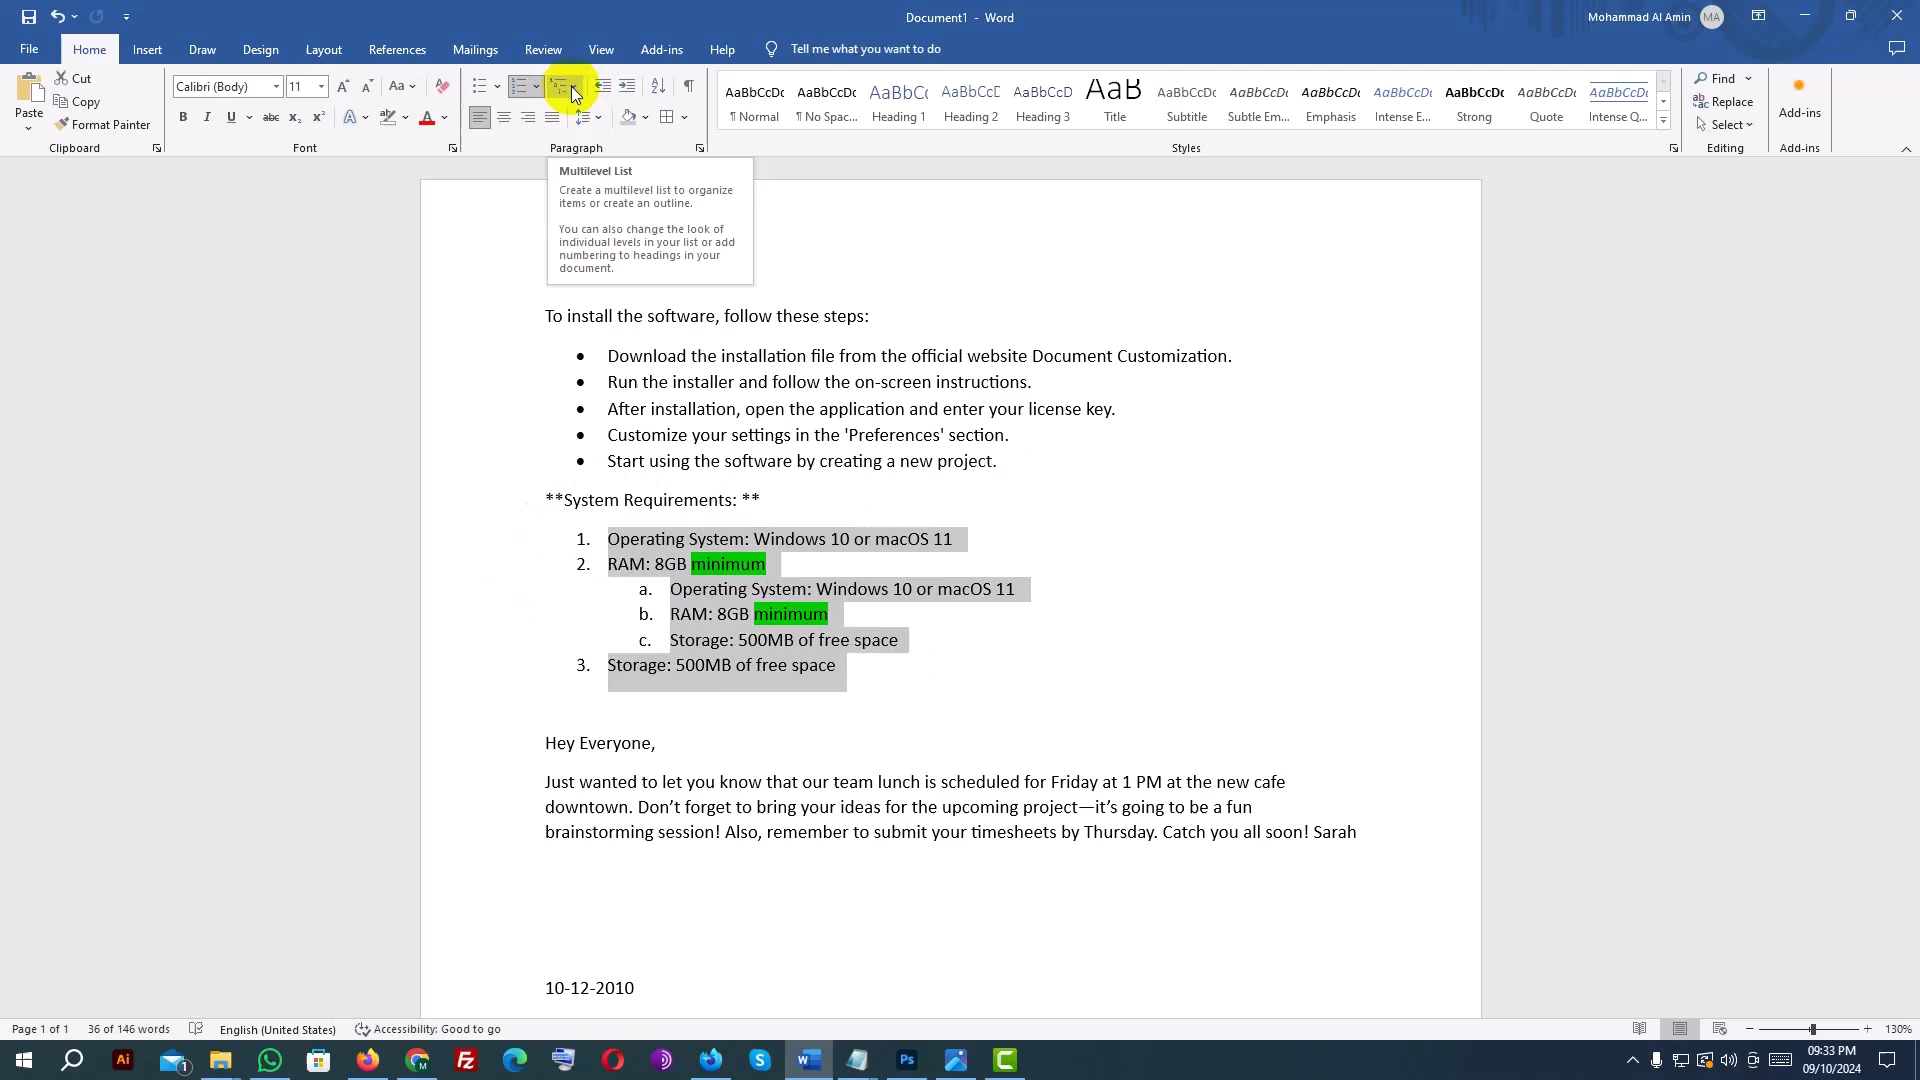 Document1 - Word
Mohammad Al Amin MA
File Home Insert Draw Design Layout References Mailings Review View Add-ins Help Tell me what you want to do
Paste
Cut
Copy
Format Painter
Clipboard
Calibri (Body) 11
Font
Paragraph
AaBbCcDc AaBbCcDc AaBbC( AaBbCcD AaBbCcD AaB AaBbCcDc AaBbCcDc AaBbCcDc AaBbCcDc AaBbCcDc AaBbCcDc AaBbCcDc
¶ Normal ¶ No Spac... Heading 1 Heading 2 Heading 3 Title Subtitle Subtle Em... Emphasis Intense E... Strong Quote Intense Q...
Styles
Find
Replace
Select
Editing
Add-ins
Add-ins
Multilevel List
Create a multilevel list to organize
items or create an outline.
You can also change the look of
individual levels in your list or add
numbering to headings in your
document.
To install the software, follow these steps:
• Download the installation file from the official website Document Customization.
• Run the installer and follow the on-screen instructions.
• After installation, open the application and enter your license key.
• Customize your settings in the 'Preferences' section.
• Start using the software by creating a new project.
**System Requirements: **
1. Operating System: Windows 10 or macOS 11
2. RAM: 8GB minimum
a. Operating System: Windows 10 or macOS 11
b. RAM: 8GB minimum
c. Storage: 500MB of free space
3. Storage: 500MB of free space
Hey Everyone,
Just wanted to let you know that our team lunch is scheduled for Friday at 1 PM at the new cafe
downtown. Don’t forget to bring your ideas for the upcoming project—it’s going to be a fun
brainstorming session! Also, remember to submit your timesheets by Thursday. Catch you all soon! Sarah
10-12-2010
Page 1 of 1 36 of 146 words English (United States) Accessibility: Good to go 130%
09:33 PM
09/10/2024